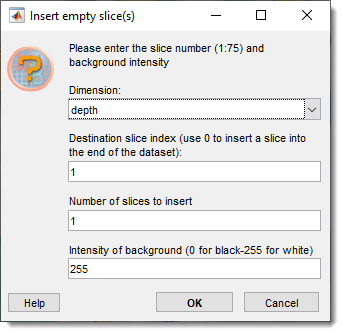 Insert empty slice(s)
Please enter the slice number (1:75) and
background intensity
Dimension:
depth
Destination slice index (use 0 to insert a slice into
the end of the dataset):
1
Number of slices to insert
1
Intensity of background (0 for black-255 for white)
255
Help
OK
Cancel